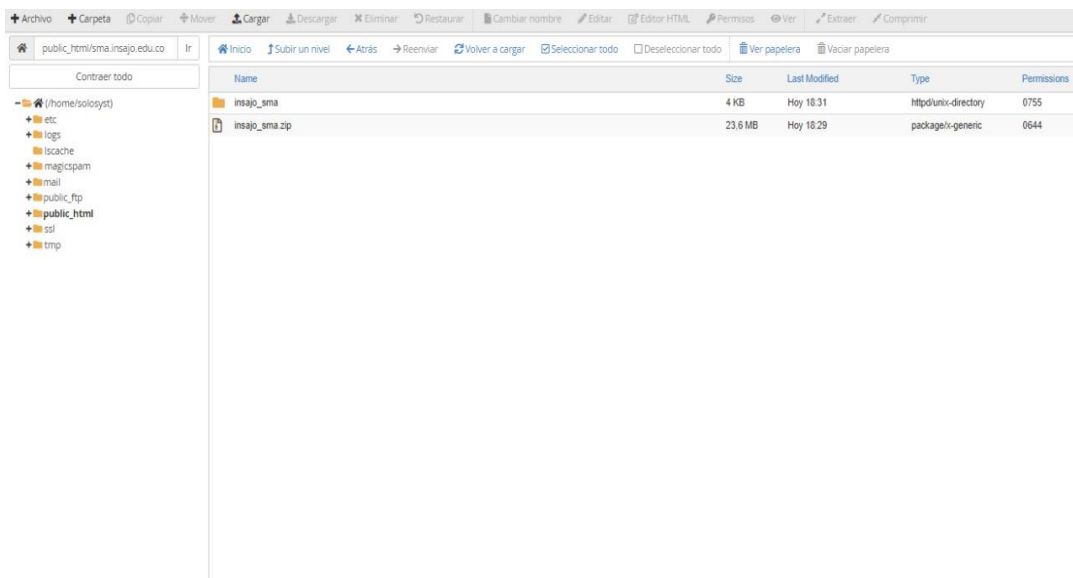 Archivo Carpeta Copiar Mover Cargar Descargar Eliminar Restaurar Cambiar nombre Editar Editor HTML Permisos Ver Extraer Comprimir
public_html/sma.insajo.edu.co Ir Inicio Subir un nivel Atrás Reenviar Volver a cargar Seleccionar todo Deseleccionar todo Ver papelera Vaciar papelera
Contraer todo
(/home/solosyst)
etc
logs
lscache
magicspam
mail
public_ftp
public_html
ssl
tmp
Name Size Last Modified Type Permissions
insajo_sma 4 KB Hoy 18:31 httpd/unix-directory 0755
insajo_sma.zip 23,6 MB Hoy 18:29 package/x-generic 0644